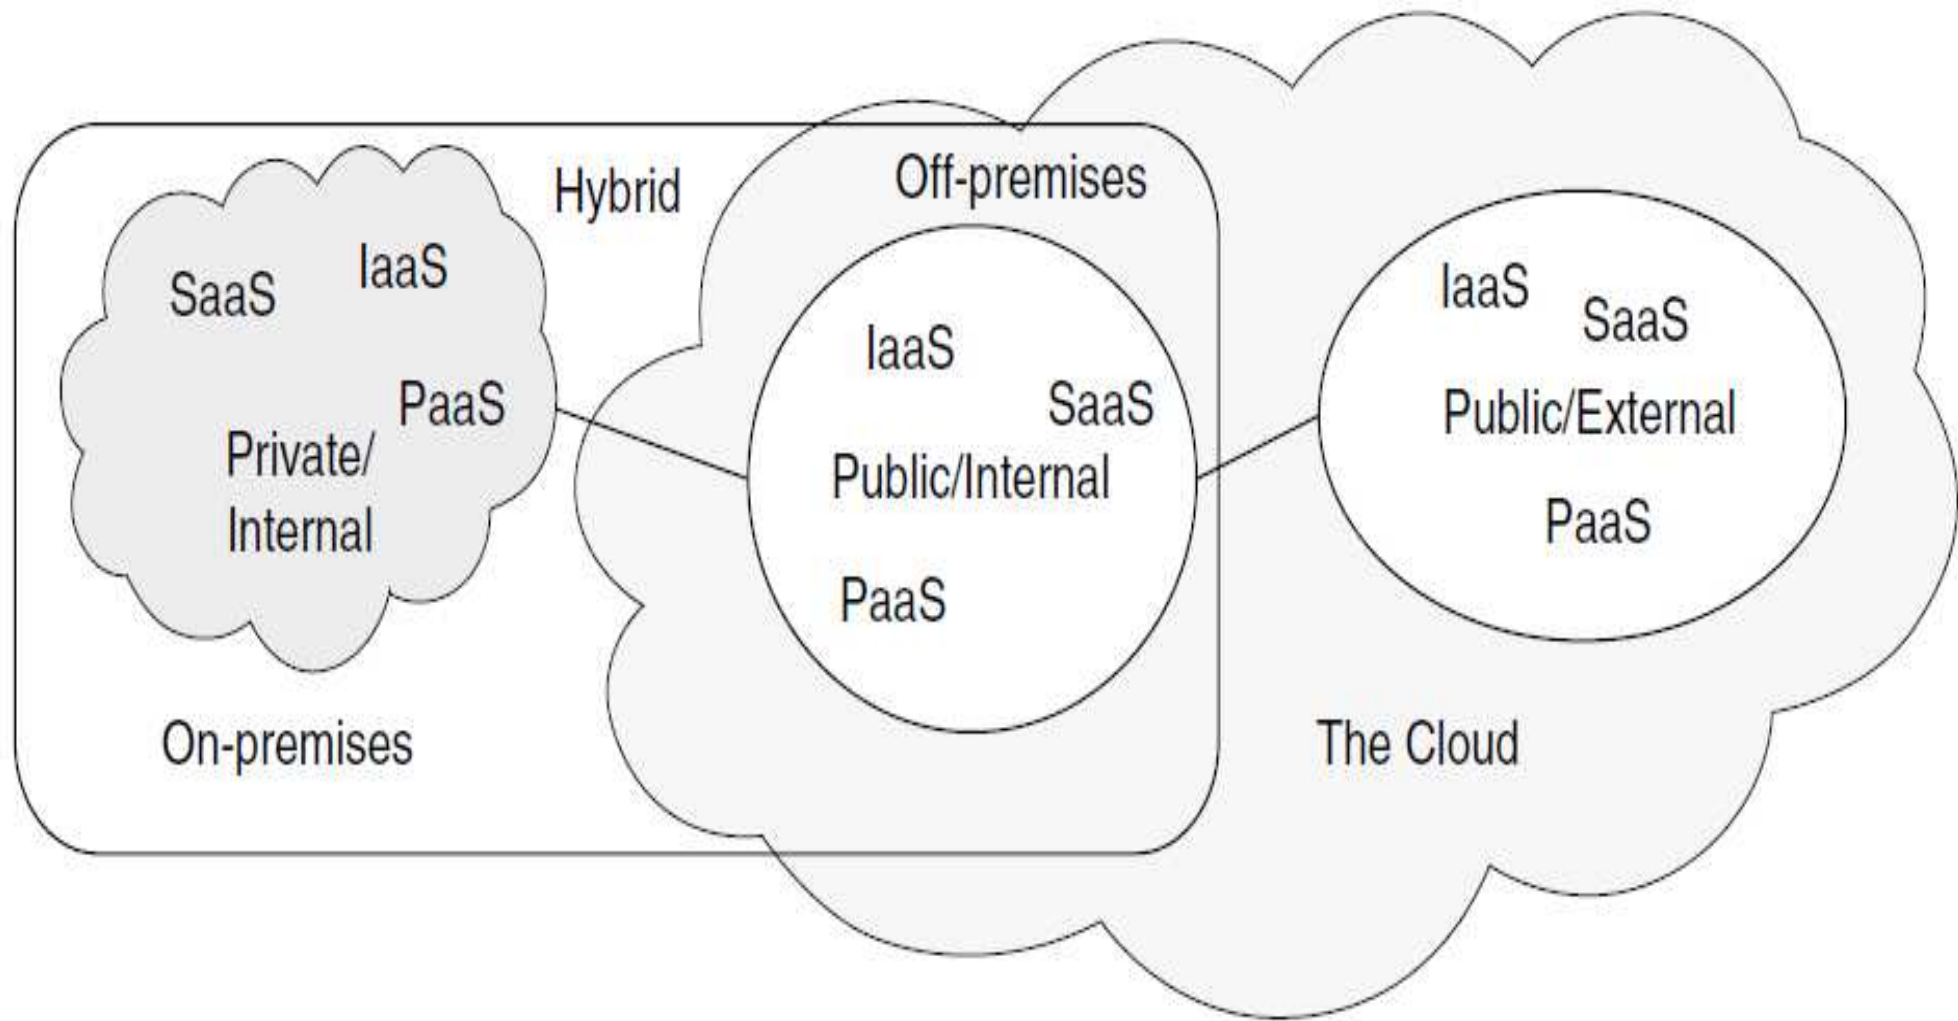 Hybrid
Off-premises
SaaS
IaaS
PaaS
Private/
Internal
On-premises
IaaS
SaaS
Public/Internal
PaaS
IaaS
SaaS
Public/External
PaaS
The Cloud